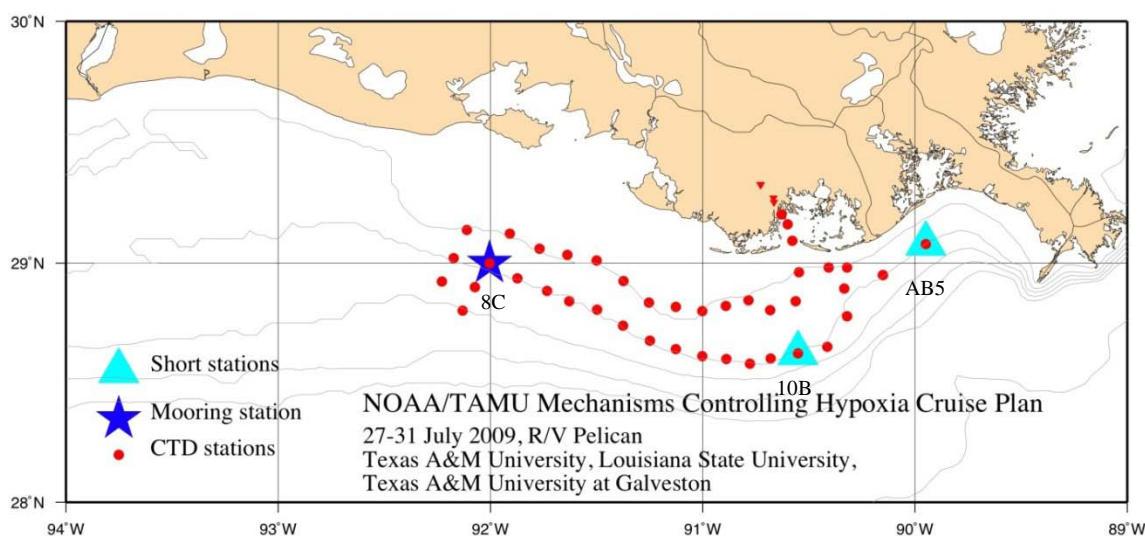 30˚N
29˚N
8C
AB5
10B
Short stations
Mooring station
CTD stations
NOAA/TAMU Mechanisms Controlling Hypoxia Cruise Plan
27-31 July 2009, R/V Pelican
Texas A&M University, Louisiana State University,
Texas A&M University at Galveston
28˚N
94˚W 93˚W 92˚W 91˚W 90˚W 89˚W